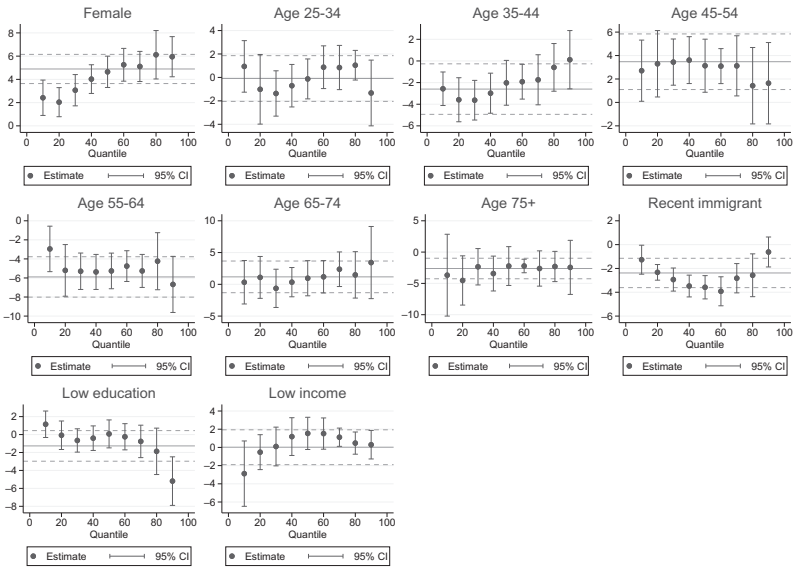 Female
Age 25-34
Age 35-44
Age 45-54
8
6
4
2
0
0 20 40 60 80 100
Quantile
Estimate 95% CI
4
2
0
−2
−4
0 20 40 60 80 100
Quantile
Estimate 95% CI
2
0
−2
−4
−6
0 20 40 60 80 100
Quantile
Estimate 95% CI
6
4
2
0
−2
0 20 40 60 80 100
Quantile
Estimate 95% CI
Age 55-64
Age 65-74
Age 75+
Recent immigrant
0
−2
−4
−6
−8
−10
0 20 40 60 80 100
Quantile
Estimate 95% CI
10
5
0
−5
0 20 40 60 80 100
Quantile
Estimate 95% CI
5
0
−5
−10
0 20 40 60 80 100
Quantile
Estimate 95% CI
2
0
−2
−4
−6
0 20 40 60 80 100
Quantile
Estimate 95% CI
Low education
Low income
2
0
−2
−4
−6
−8
0 20 40 60 80 100
Quantile
Estimate 95% CI
4
2
0
−2
−4
−6
0 20 40 60 80 100
Quantile
Estimate 95% CI